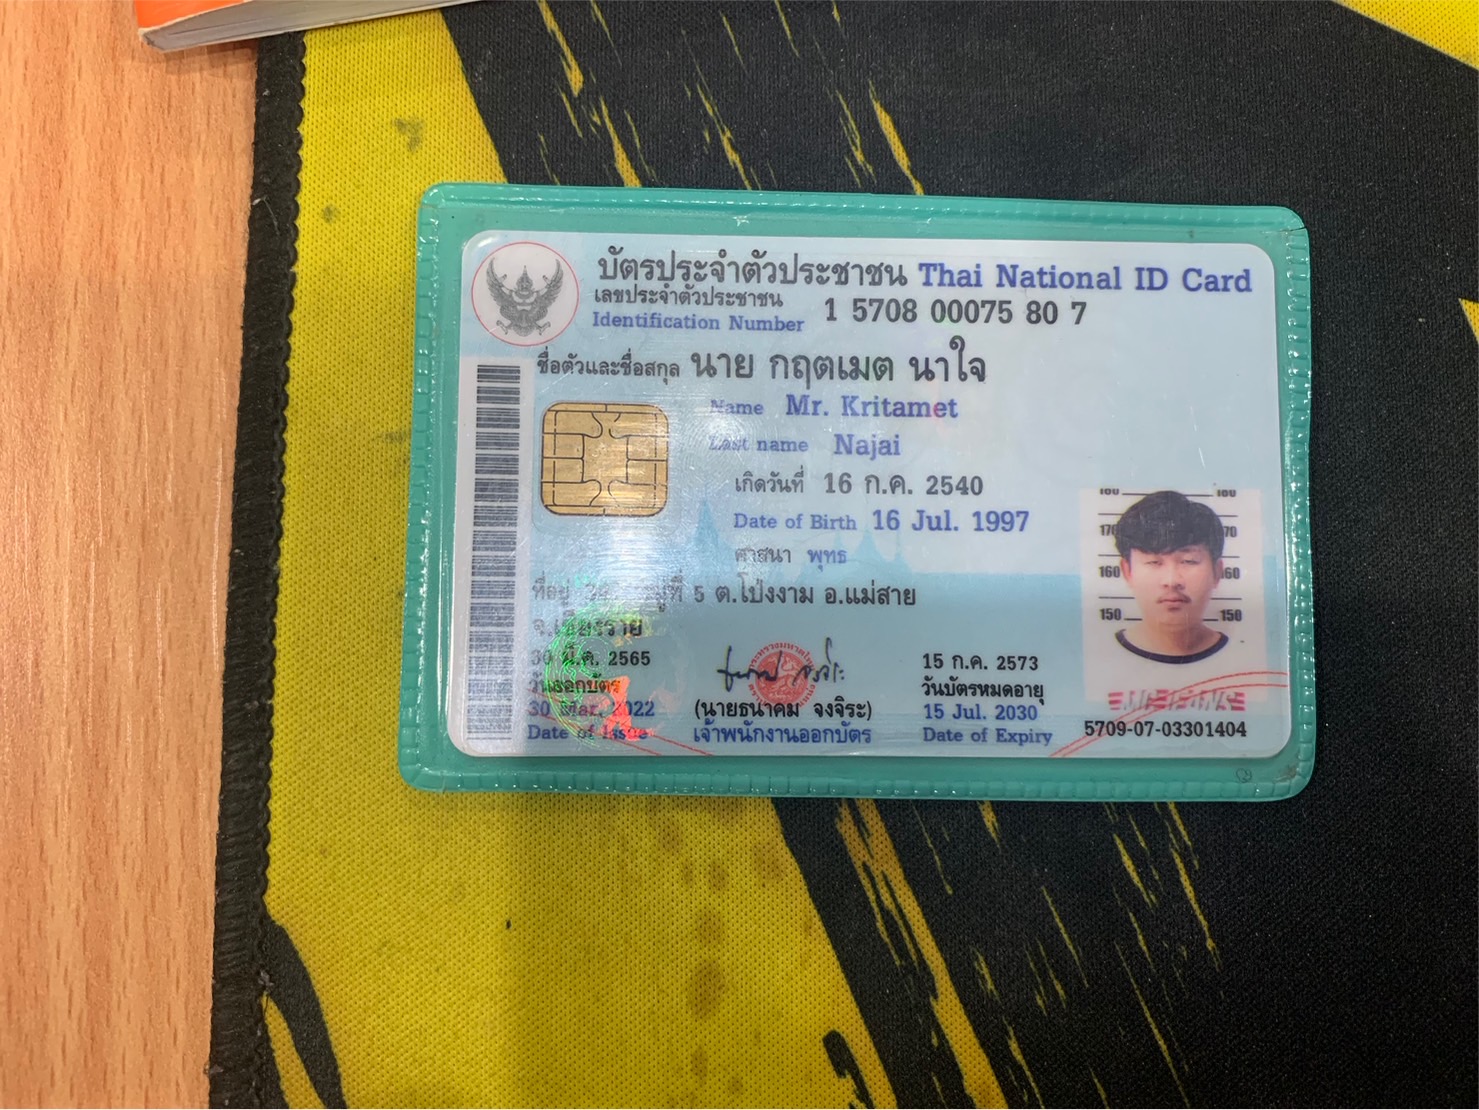 บัตรประจำตัวประชาชน Thai National ID Card
เลขประจำตัวประชาชน
Identification Number 1 5708 00075 80 7
ชื่อตัวและชื่อสกุล นาย กฤตเมต นาใจ
Name Mr. Kritamet
Last name Najai
เกิดวันที่ 16 ก.ค. 2540
Date of Birth 16 Jul. 1997
ศาสนา พุทธ
ที่อยู่ หมู่ที่ 5 ต.โป่งงาม อ.แม่สาย
จ.เชียงราย
30 มี.ค. 2565
วันออกบัตร
30 Mar. 2022
Date of Issue
(นายธนาคม จงจิระ)
เจ้าพนักงานออกบัตร
15 ก.ค. 2573
วันบัตรหมดอายุ
15 Jul. 2030
Date of Expiry
180 180
170 170
160 160
150 150
5709-07-03301404